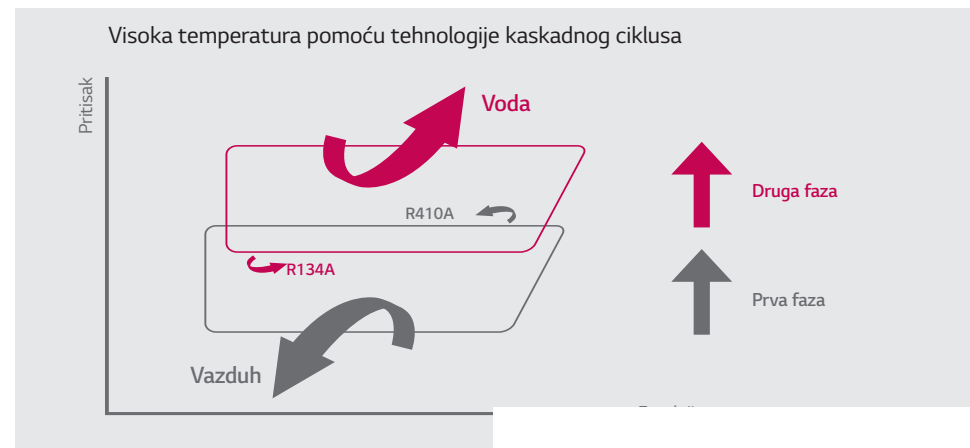 Visoka temperatura pomoću tehnologije kaskadnog ciklusa
Pritisak
Voda
Druga faza
R410A
R134A
Prva faza
Vazduh